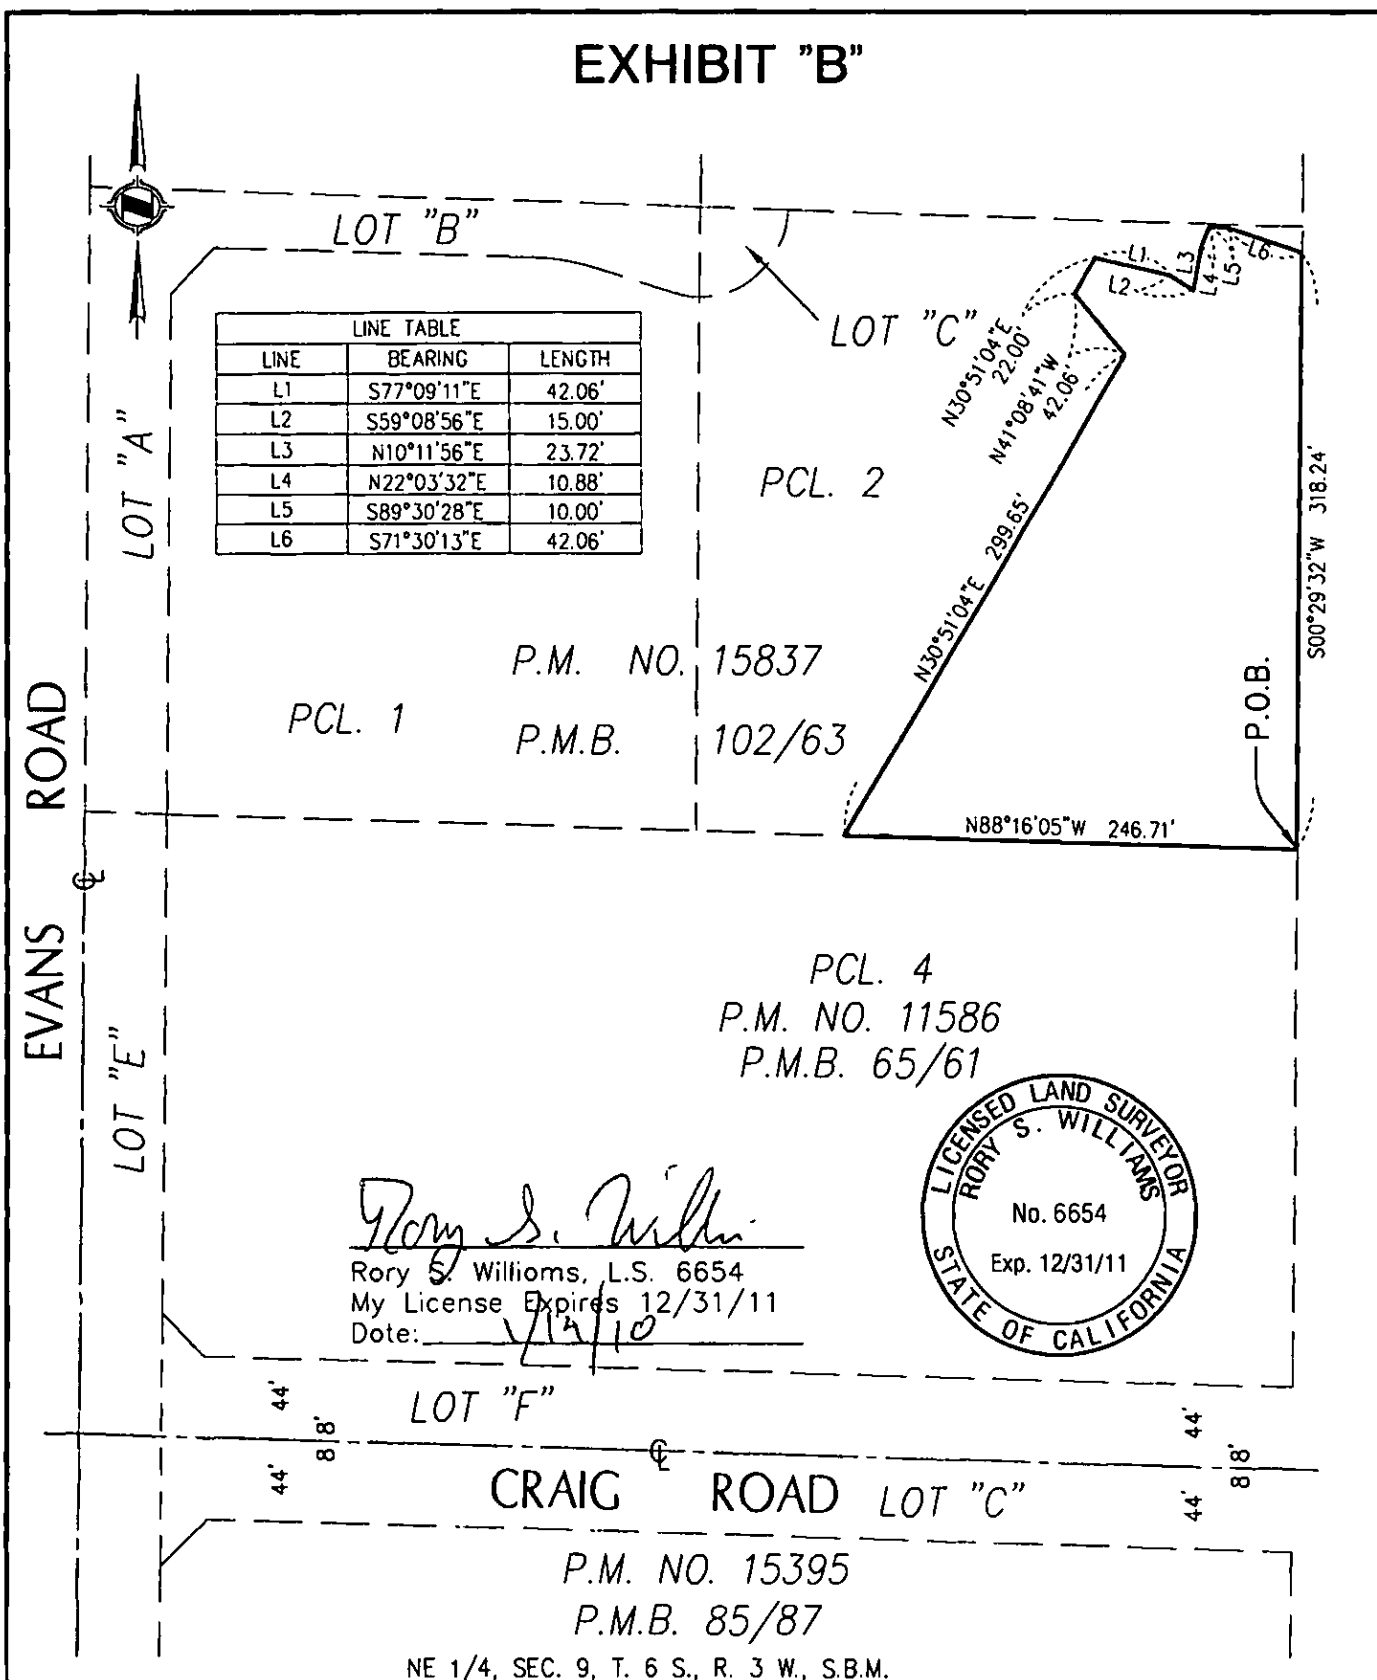 EXHIBIT "B"
LOT "B"
LOT "C"
LINE TABLE
LINE BEARING LENGTH
L1 S77°09'11"E 42.06'
L2 S59°08'56"E 15.00'
L3 N10°11'56"E 23.72'
L4 N22°03'32"E 10.88'
L5 S89°30'28"E 10.00'
L6 S71°30'13"E 42.06'
L1
L2
L3
L4
L5
L6
N30°51'04"E
22.00'
N41°08'41"W
42.06'
LOT "A"
PCL. 2
N30°51'04"E 299.65'
S00°29'32"W 318.24'
P.M. NO. 15837
PCL. 1
P.M.B. 102/63
P.O.B.
N88°16'05"W 246.71'
EVANS ROAD
LOT "E"
PCL. 4
P.M. NO. 11586
P.M.B. 65/61
LICENSED LAND SURVEYOR
RORY S. WILLIAMS
No. 6654
Exp. 12/31/11
STATE OF CALIFORNIA
Rory S. Williams, L.S. 6654
My License Expires 12/31/11
Date:
LOT "F"
44'
8'
8'
44'
44'
8'
8'
44'
CRAIG ROAD LOT "C"
P.M. NO. 15395
P.M.B. 85/87
NE 1/4, SEC. 9, T. 6 S., R. 3 W., S.B.M.